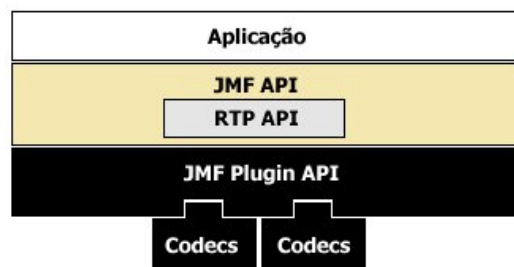 Aplicação
JMF API
RTP API
JMF Plugin API
Codecs Codecs